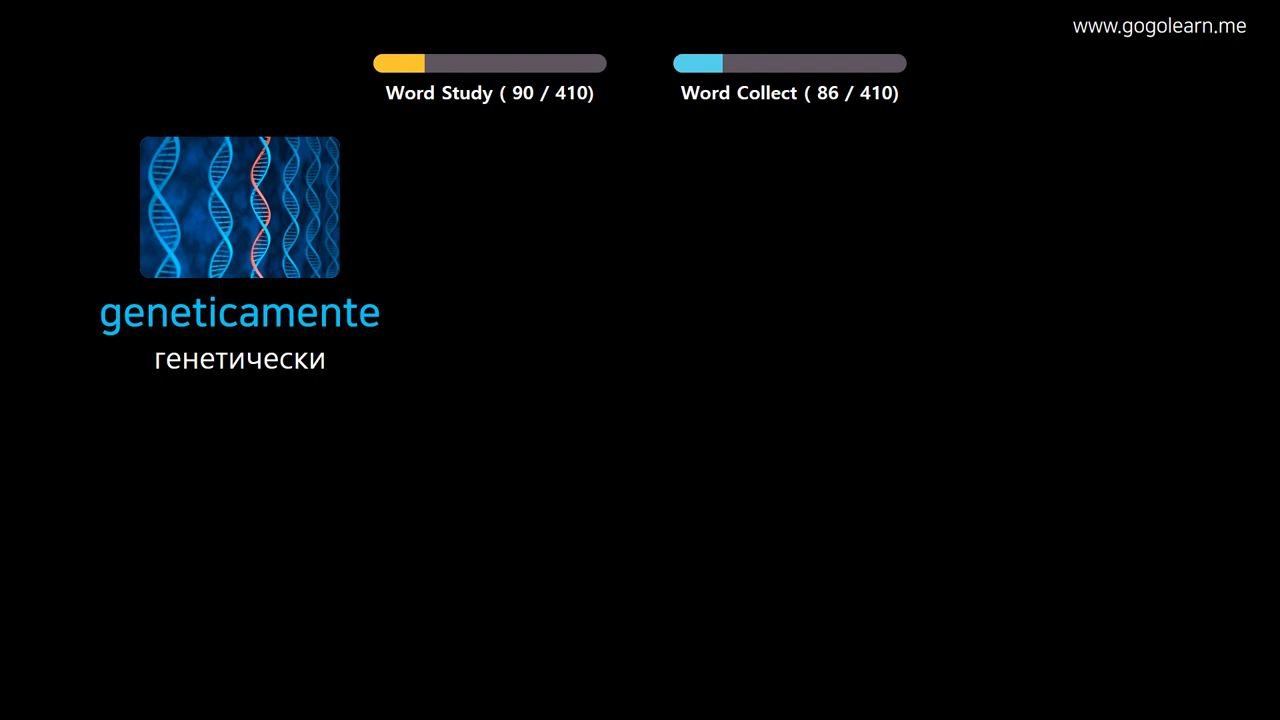 www.gogolearn.me
Word Study ( 90 / 410)
Word Collect ( 86 / 410)
geneticamente
генетически